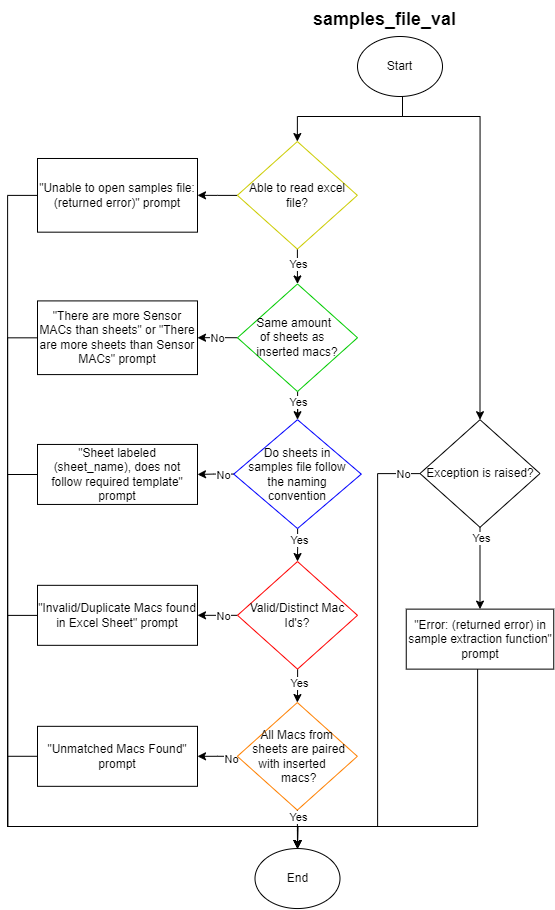 samples_file_val
Start
"Unable to open samples file:
(returned error)" prompt
Able to read excel
file?
Yes
"There are more Sensor
MACs than sheets" or "There
are more sheets than Sensor
MACs" prompt
No
Same amount
of sheets as
inserted macs?
Yes
"Sheet labeled
(sheet_name), does not
follow required template"
prompt
No
Do sheets in
samples file follow
the naming
convention
No
Exception is raised?
Yes
Yes
"Invalid/Duplicate Macs found
in Excel Sheet" prompt
No
Valid/Distinct Mac
Id's?
"Error: (returned error) in
sample extraction function"
prompt
Yes
"Unmatched Macs Found"
prompt
No
All Macs from
sheets are paired
with inserted
macs?
Yes
End